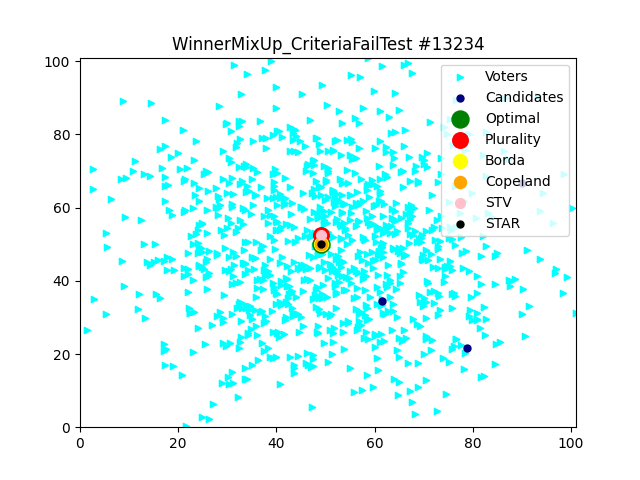 WinnerMixUp_CriteriaFailTest #13234
100
80
60
40
20
0
0
20
40
60
80
100
Voters
Candidates
Optimal
Plurality
Borda
Copeland
STV
STAR